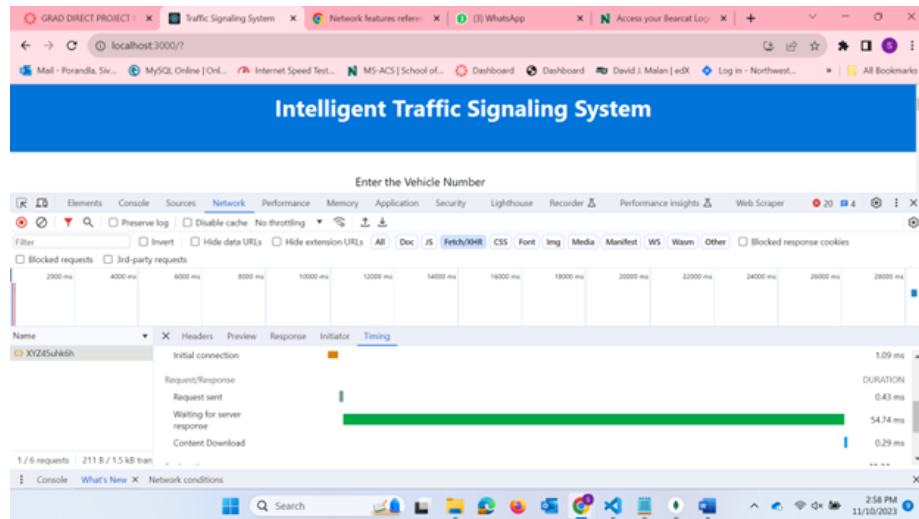 GRAD DIRECT PROJECT Traffic Signaling System Network features refere (3) WhatsApp Access your Bearcat Log
localhost:3000/?
Mail - Porandla, Siv... MySQL Online | Onl... Internet Speed Test... MS-ACS | School of... Dashboard Dashboard David J. Malan | edX Log in - Northwest... » All Bookmarks
Intelligent Traffic Signaling System
Enter the Vehicle Number
Elements Console Sources Network Performance Memory Application Security Lighthouse Recorder Performance insights Web Scraper 20 4
Preserve log Disable cache No throttling
Filter Invert Hide data URLs Hide extension URLs All Doc JS Fetch/XHR CSS Font Img Media Manifest WS Wasm Other Blocked response cookies
Blocked requests 3rd-party requests
2000 ms 4000 ms 6000 ms 8000 ms 10000 ms 12000 ms 14000 ms 16000 ms 18000 ms 20000 ms 22000 ms 24000 ms 26000 ms 28000 ms
Name Headers Preview Response Initiator Timing
XYZ45uhk6h Initial connection 1.09 ms
Request/Response DURATION
Request sent 0.43 ms
Waiting for server
response 54.74 ms
Content Download 0.29 ms
1 / 6 requests 211 B / 1.5 kB tran
Console What's New Network conditions
Search 2:58 PM
11/10/2023